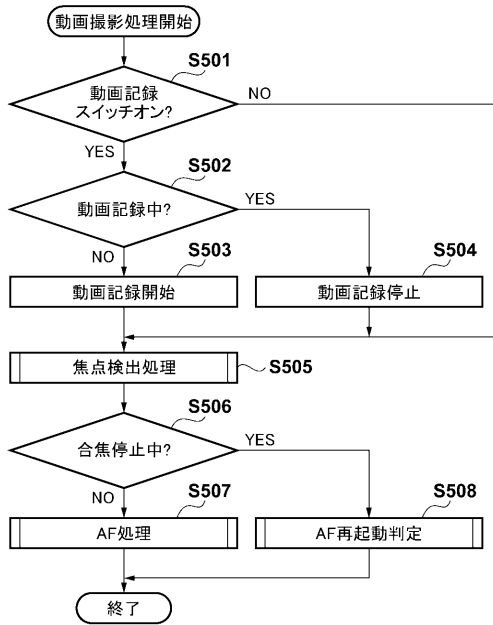 動画撮影処理開始
S501
動画記録
スイッチオン?
NO
YES
S502
動画記録中?
YES
NO
S503
動画記録開始
S504
動画記録停止
焦点検出処理
S505
S506
合焦停止中?
YES
NO
S507
AF処理
S508
AF再起動判定
終了